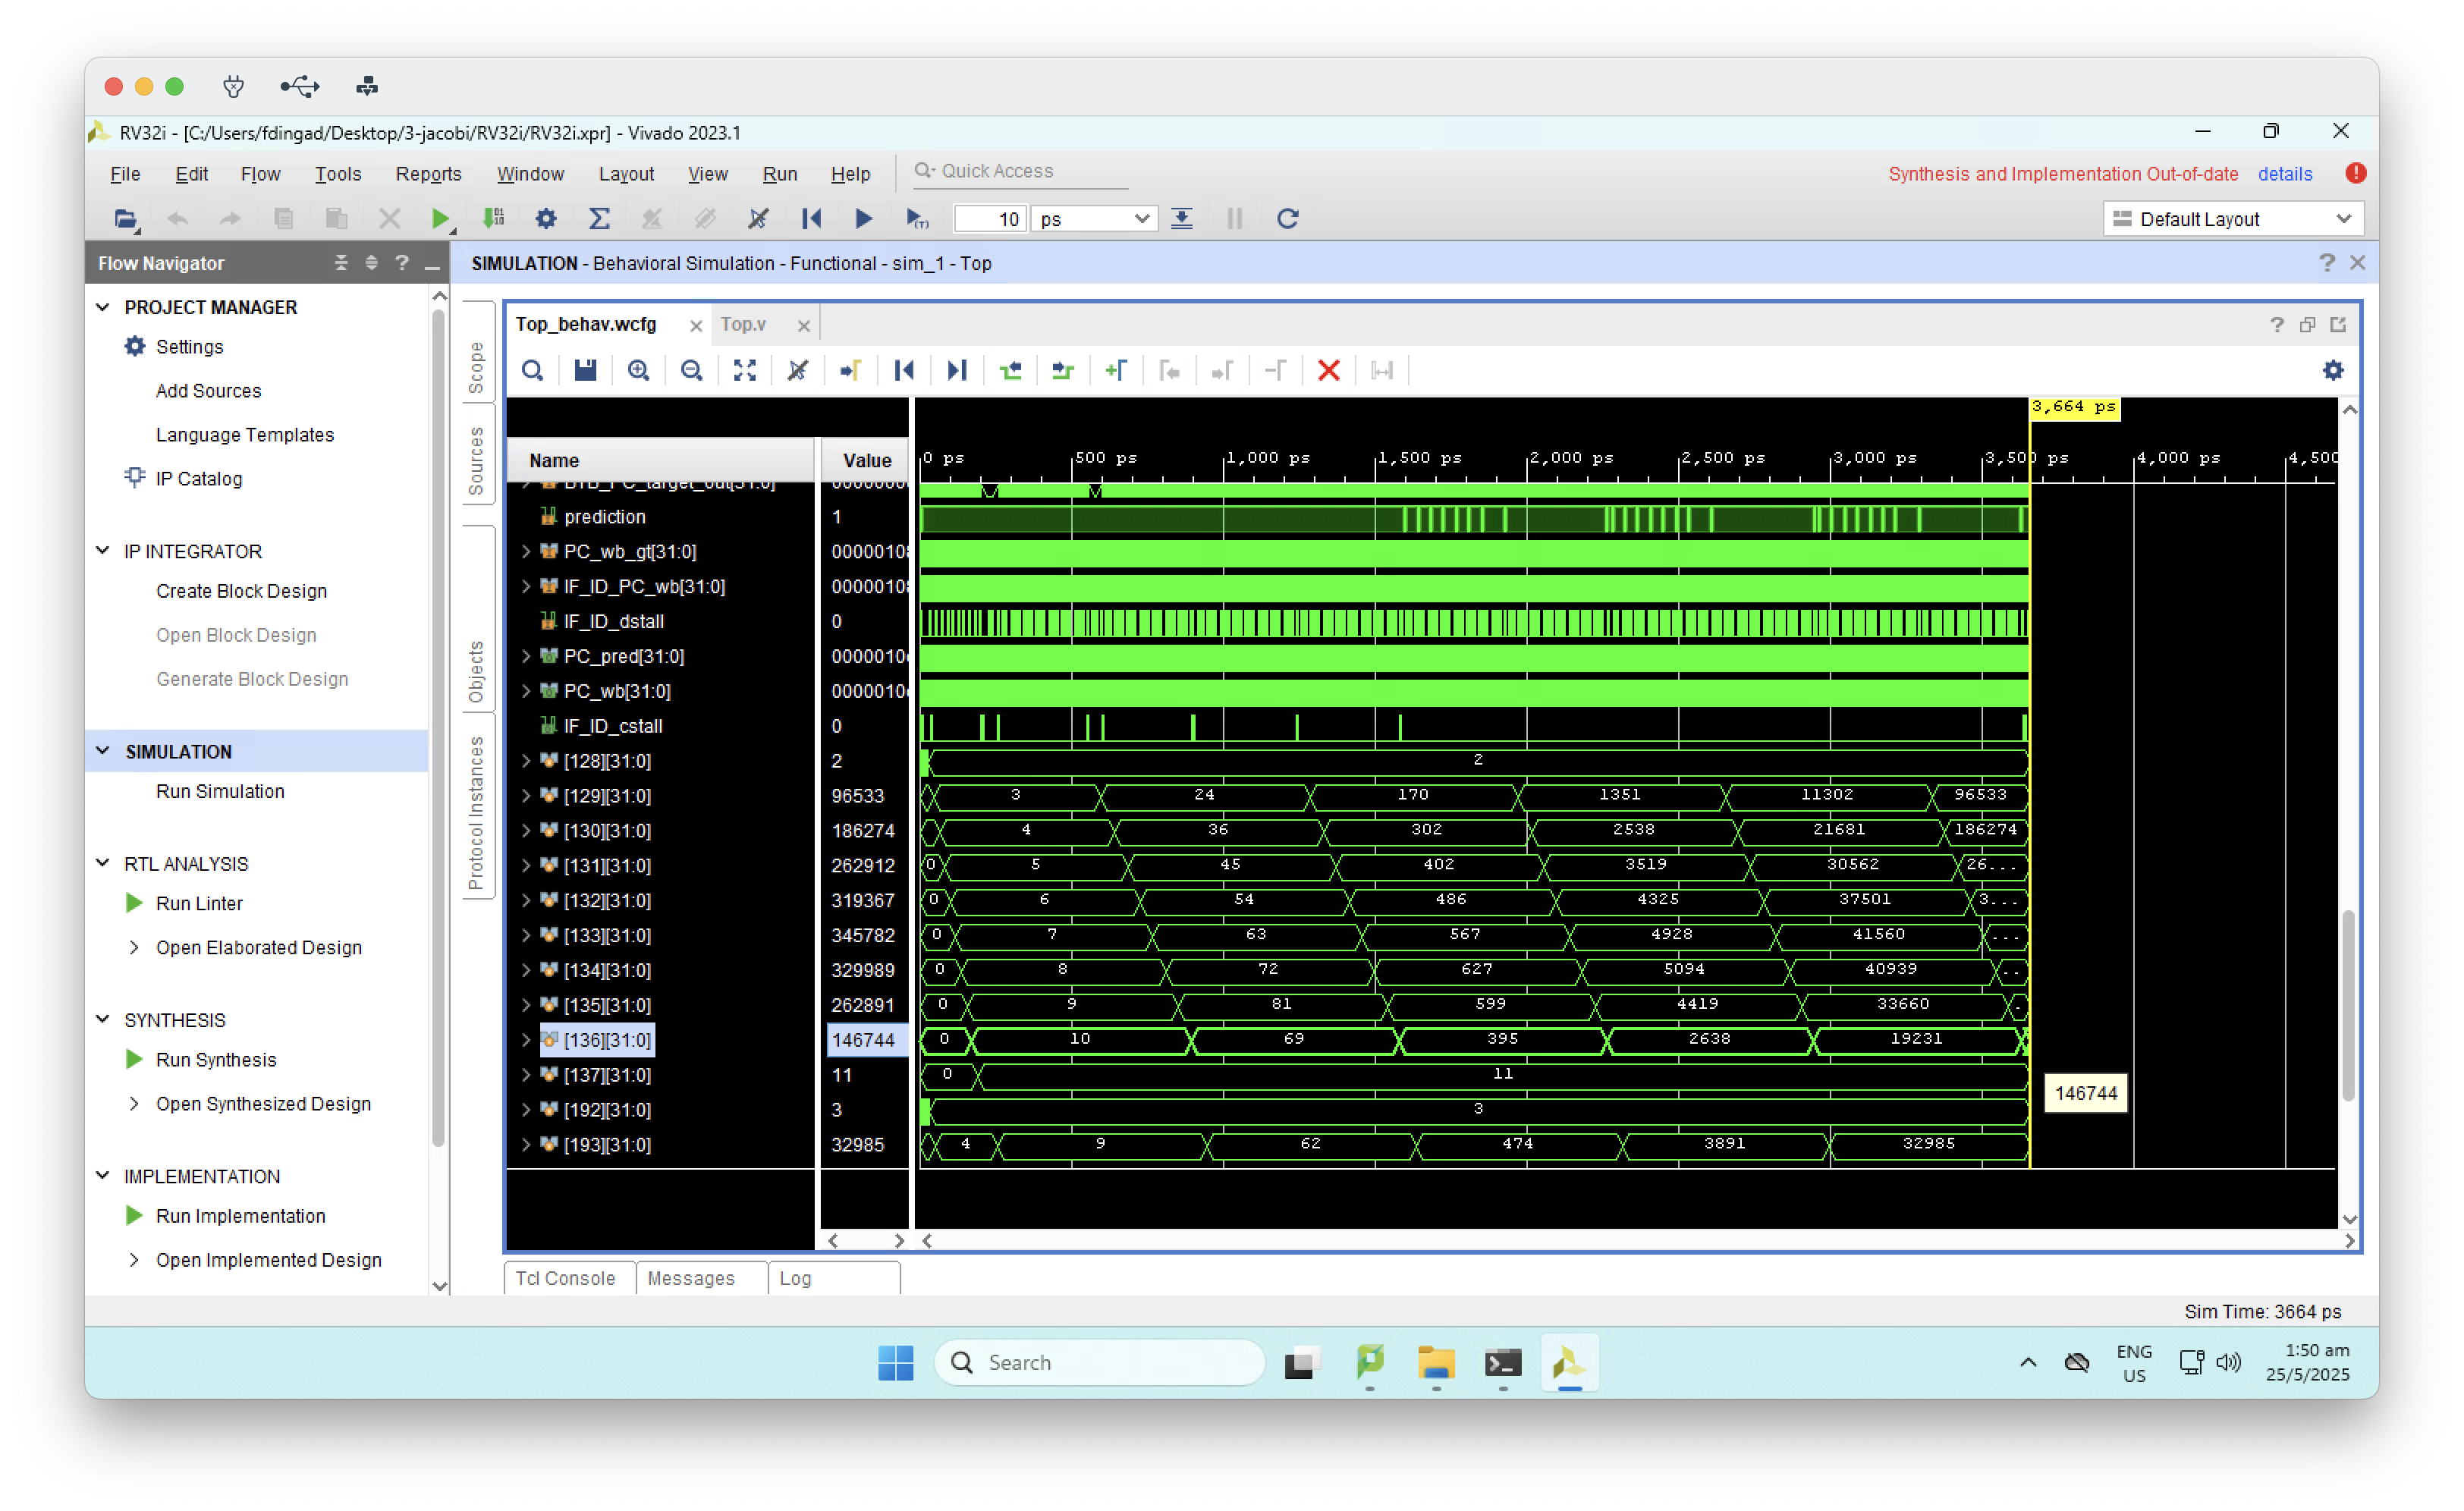 RV32i - [C:/Users/fdingad/Desktop/3-jacobi/RV32i/RV32i.xpr] - Vivado 2023.1
File Edit Flow Tools Reports Window Layout View Run Help Quick Access
Synthesis and Implementation Out-of-date details
10 ps
Default Layout
Flow Navigator
SIMULATION - Behavioral Simulation - Functional - sim_1 - Top
PROJECT MANAGER
Settings
Add Sources
Language Templates
IP Catalog
IP INTEGRATOR
Create Block Design
Open Block Design
Generate Block Design
SIMULATION
Run Simulation
RTL ANALYSIS
Run Linter
Open Elaborated Design
SYNTHESIS
Run Synthesis
Open Synthesized Design
IMPLEMENTATION
Run Implementation
Open Implemented Design
Scope
Sources
Objects
Protocol Instances
Top_behav.wcfg
Top.v
3,664 ps
Name Value
0 ps 500 ps 1,000 ps 1,500 ps 2,000 ps 2,500 ps 3,000 ps 3,500 ps 4,000 ps 4,500
prediction 1
PC_wb_gt[31:0] 0000010
IF_ID_PC_wb[31:0] 0000010
IF_ID_dstall 0
PC_pred[31:0] 0000010
PC_wb[31:0] 0000010
IF_ID_cstall 0
[128][31:0] 2 2
[129][31:0] 96533 3 24 170 1351 11302 96533
[130][31:0] 186274 4 36 302 2538 21681 186274
[131][31:0] 262912 0 5 45 402 3519 30562 26...
[132][31:0] 319367 0 6 54 486 4325 37501 3...
[133][31:0] 345782 0 7 63 567 4928 41560 ...
[134][31:0] 329989 0 8 72 627 5094 40939 ..
[135][31:0] 262891 0 9 81 599 4419 33660 .
[136][31:0] 146744 0 10 69 395 2638 19231
[137][31:0] 11 0 11
146744
[192][31:0] 3 3
[193][31:0] 32985 4 9 62 474 3891 32985
Tcl Console Messages Log
Sim Time: 3664 ps
Search
ENG
US
1:50 am
25/5/2025